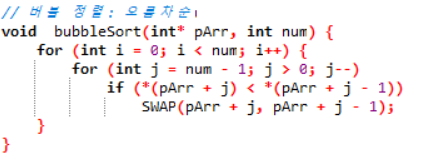 // 버블 정렬: 오름차순
void  bubbleSort(int* pArr, int num) {
    for (int i = 0; i < num; i++) {
        for (int j = num - 1; j > 0; j--)
            if (*(pArr + j) < *(pArr + j - 1))
                SWAP(pArr + j, pArr + j - 1);
    }
}